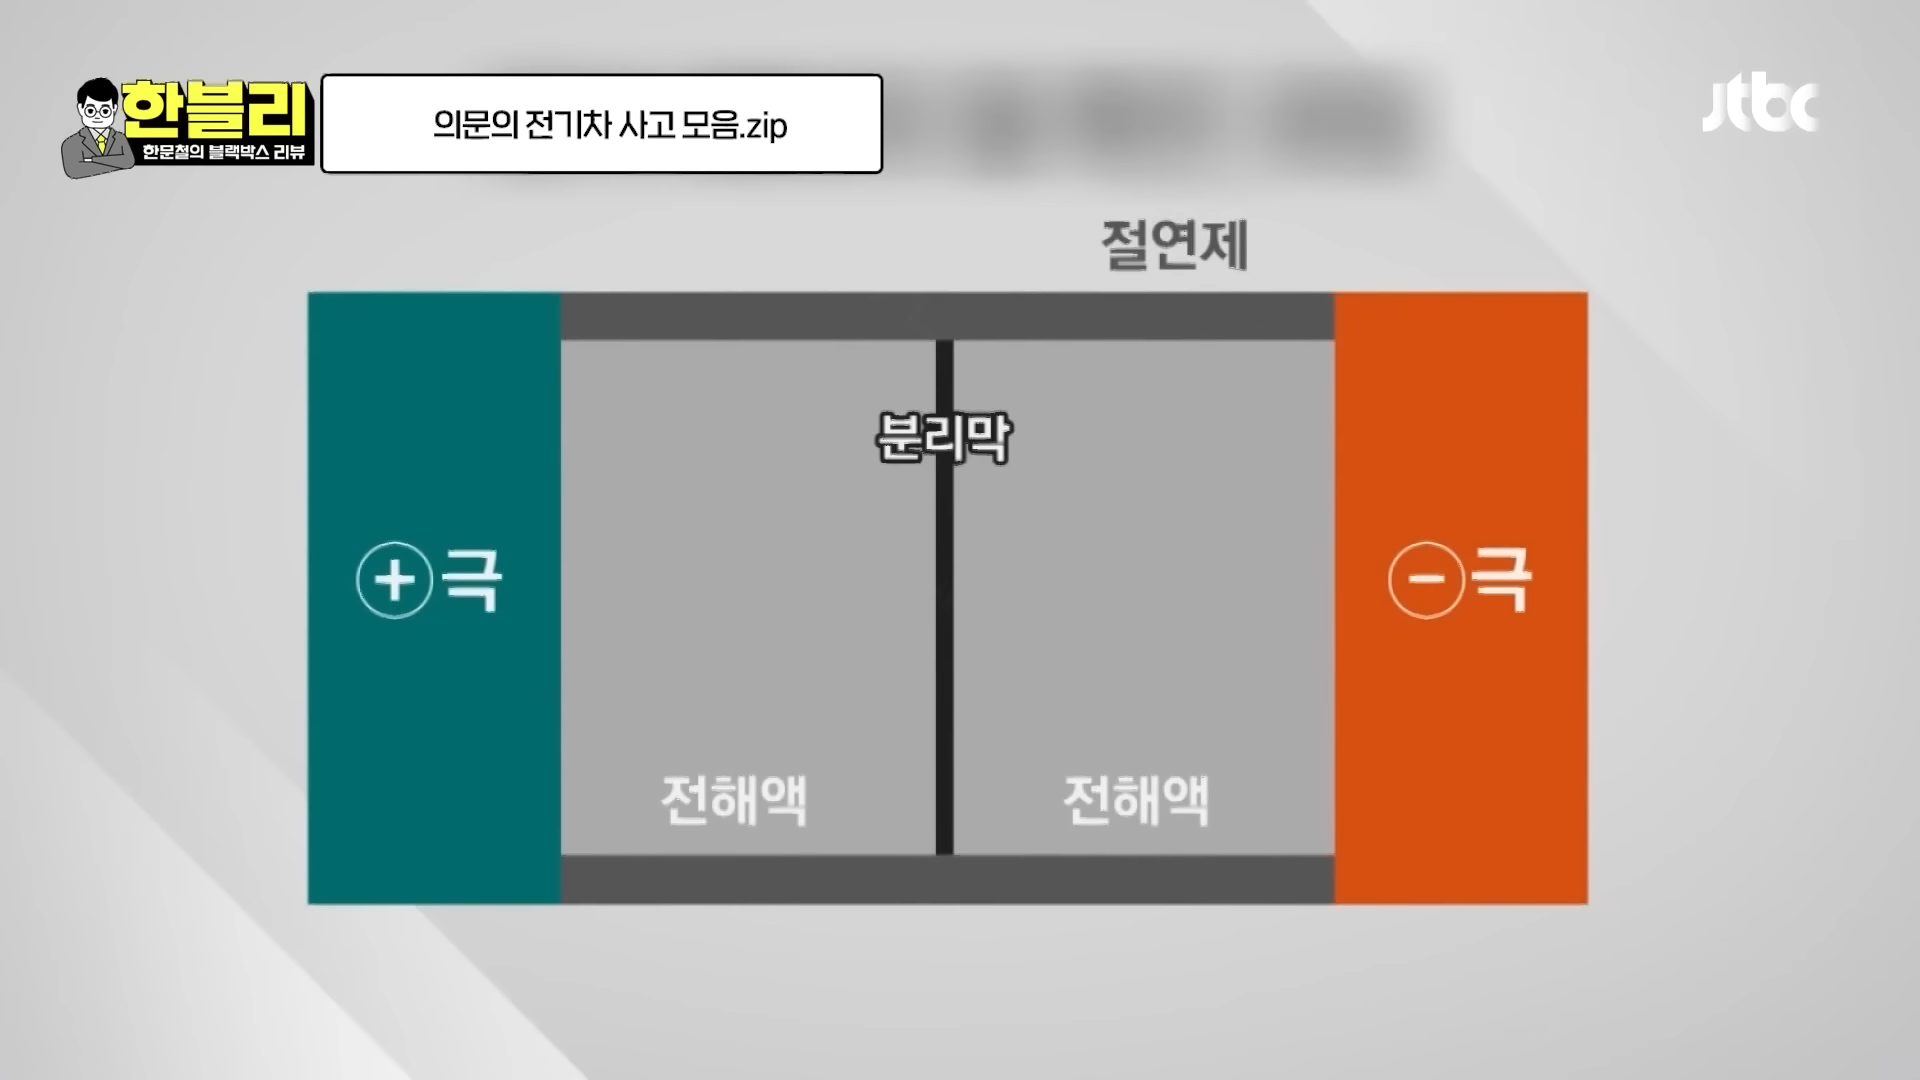 한블리
한문철의 블랙박스 리뷰
의문의 전기차 사고 모음.zip
jtbc
절연제
분리막
+극
-극
전해액
전해액